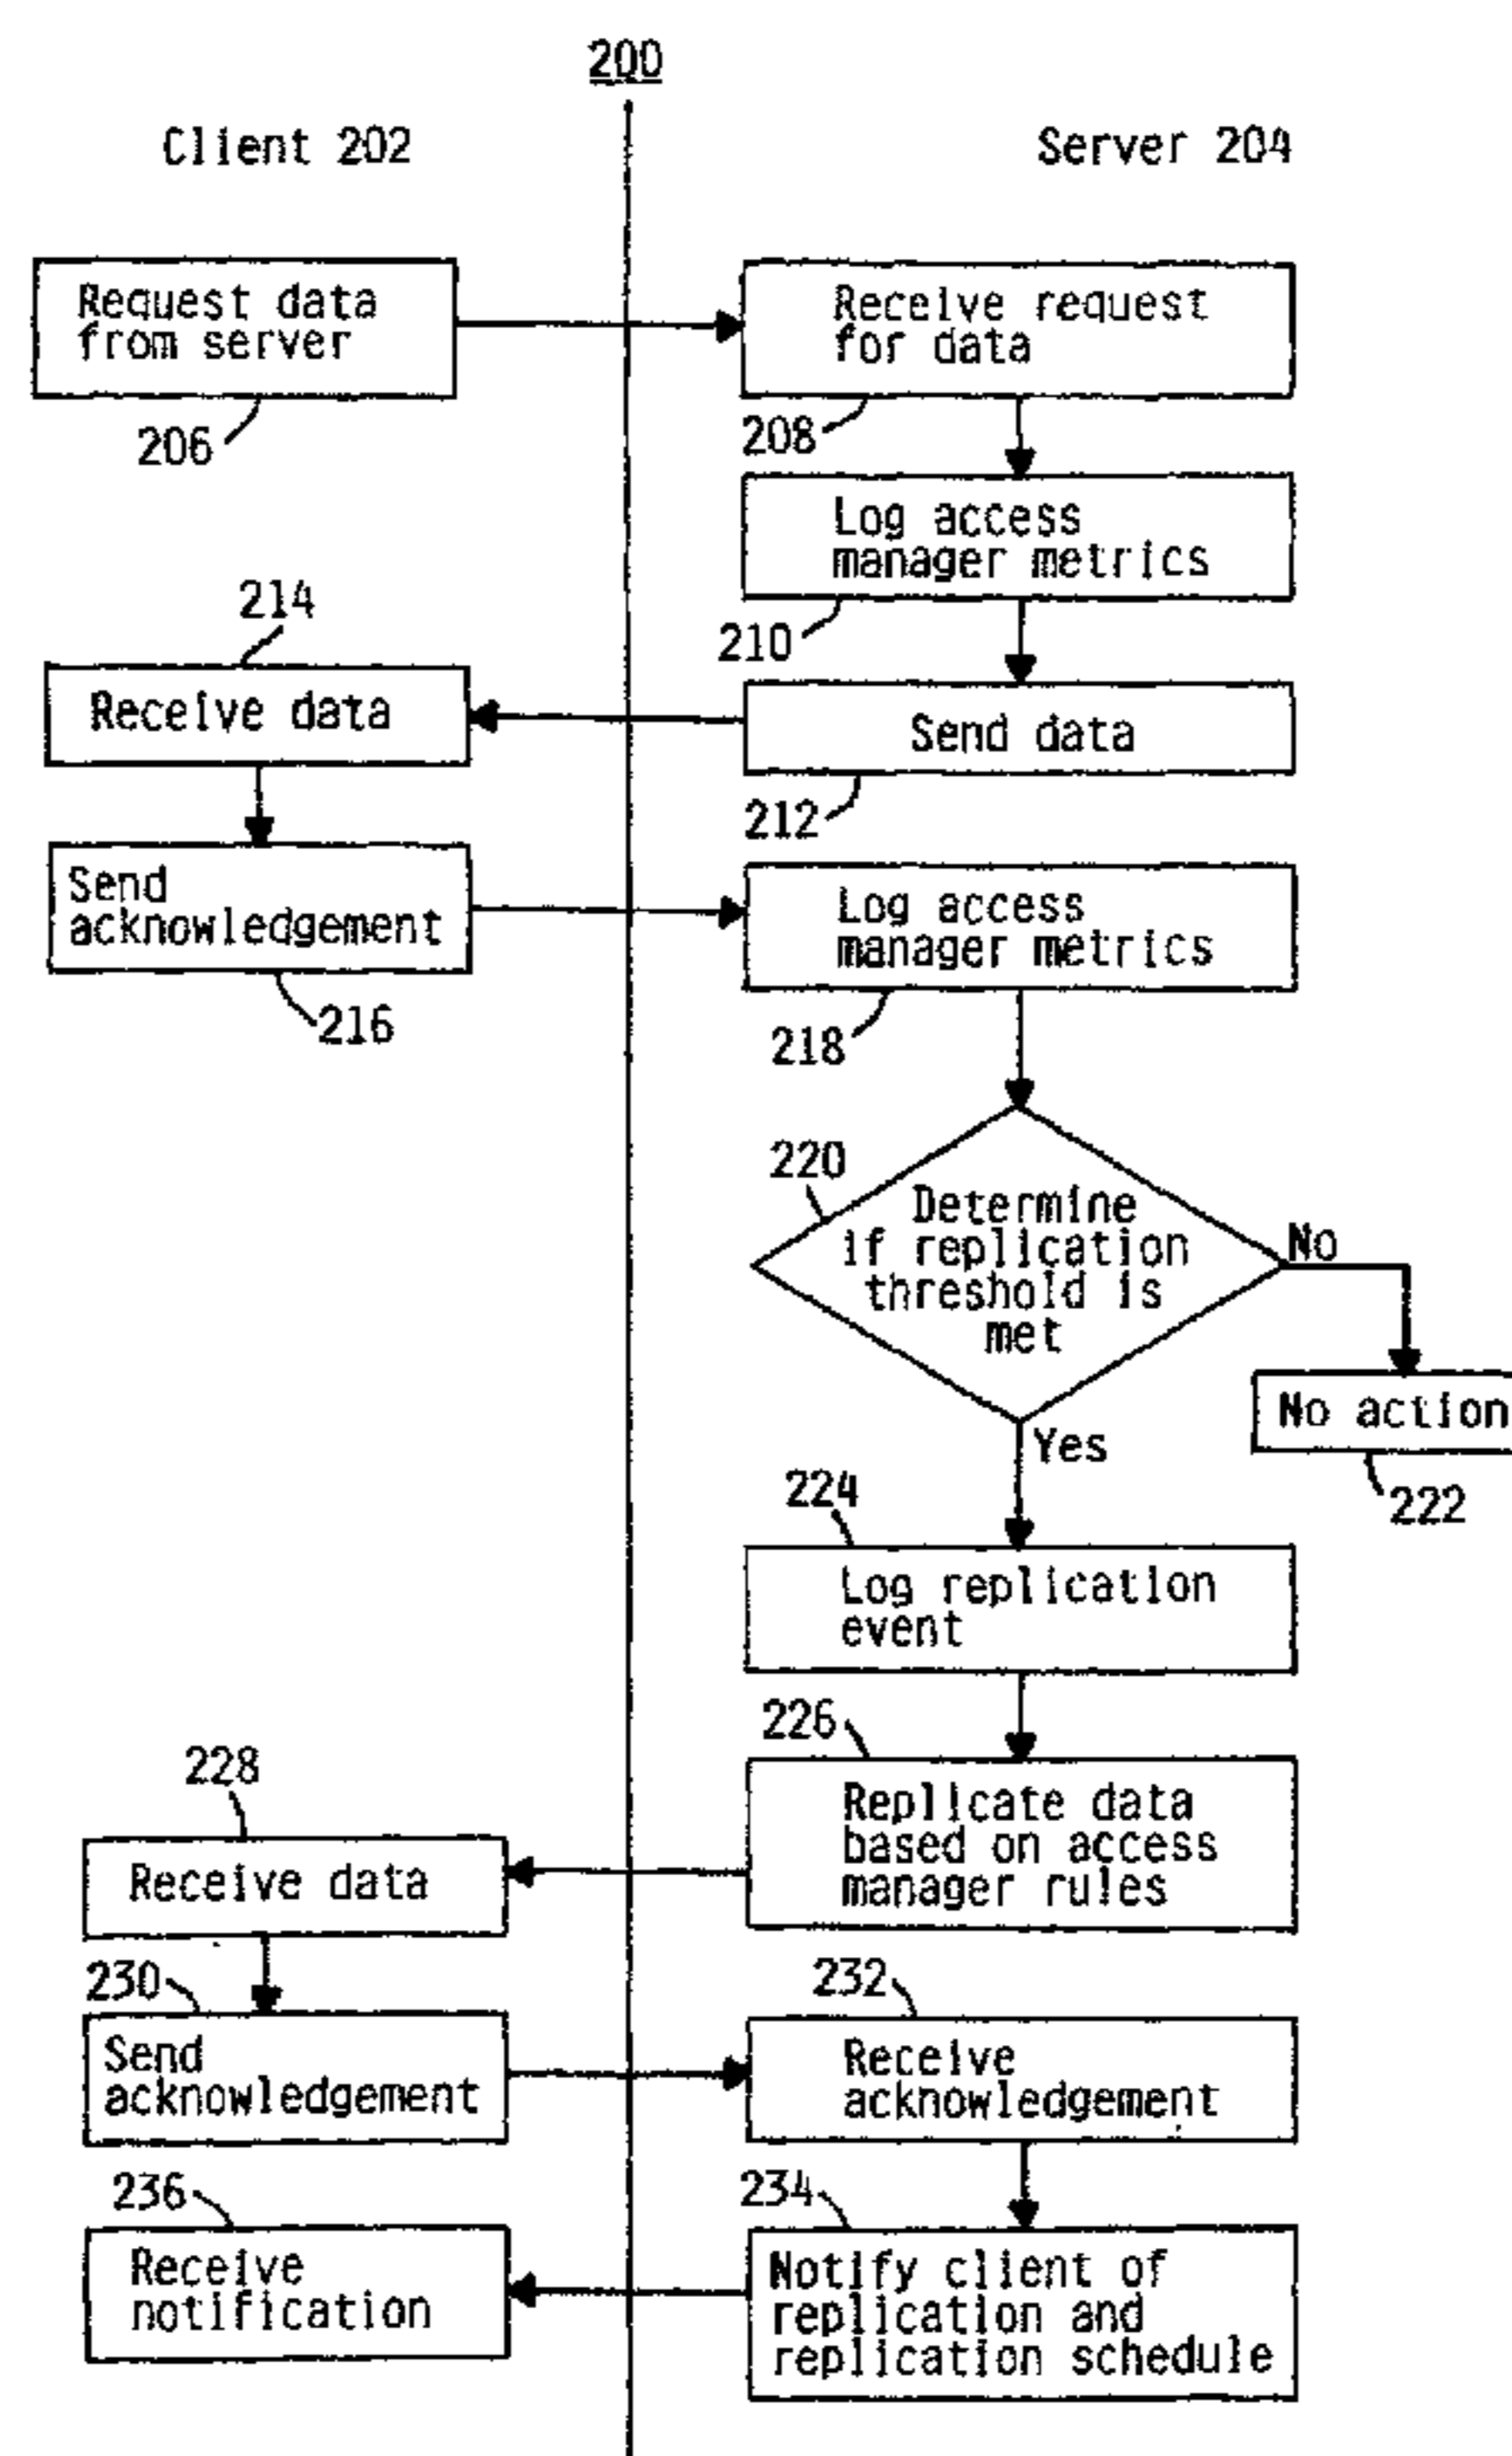 200
Client 202
Server 204
Request data
from server
206
Receive request
for data
208
Log access
manager metrics
210
214
Receive data
Send data
212
Send
acknowledgement
216
Log access
manager metrics
218
220
Determine
if replication
threshold is
met
No
No action
222
Yes
224
Log replication
event
226
Replicate data
based on access
manager rules
228
Receive data
230
Send
acknowledgement
232
Receive
acknowledgement
234
Notify client of
replication and
replication schedule
236
Receive
notification